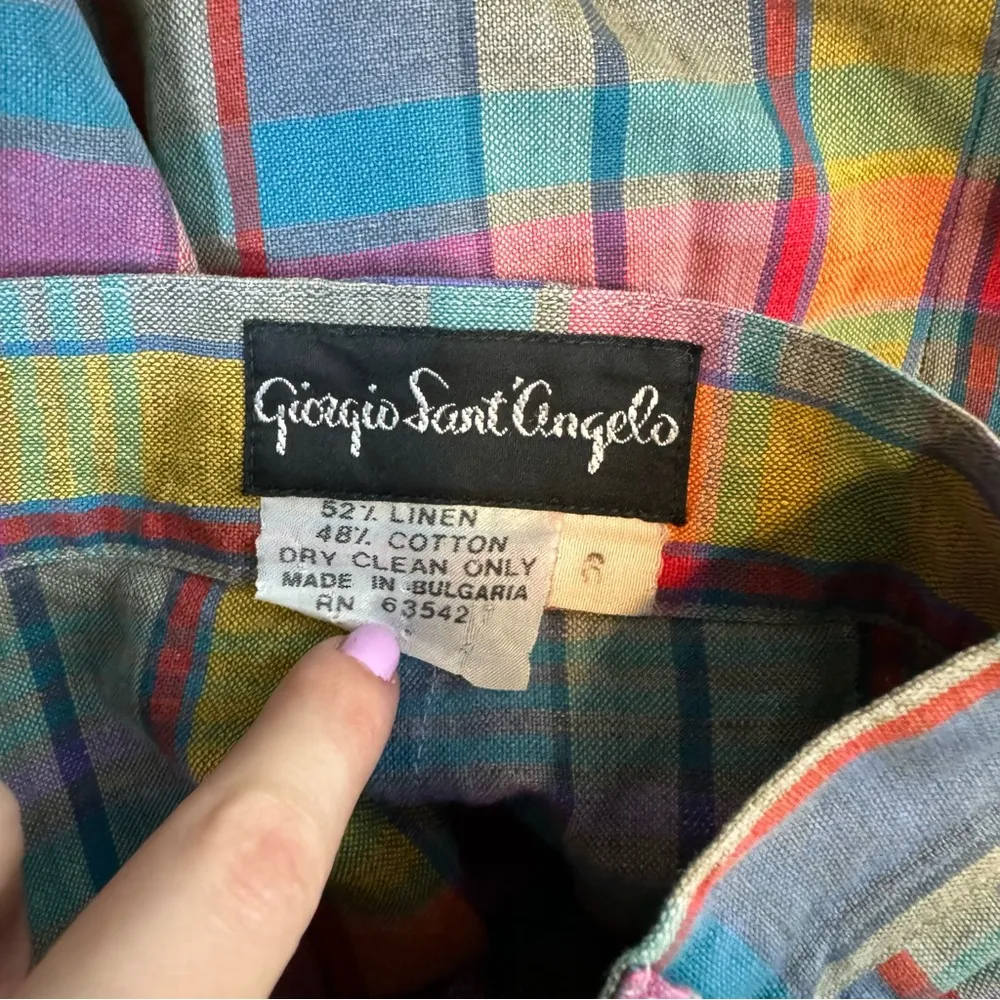 Giorgio Sant'Angelo
52% LINEN
48% COTTON
DRY CLEAN ONLY
MADE IN BULGARIA
RN 63542
6